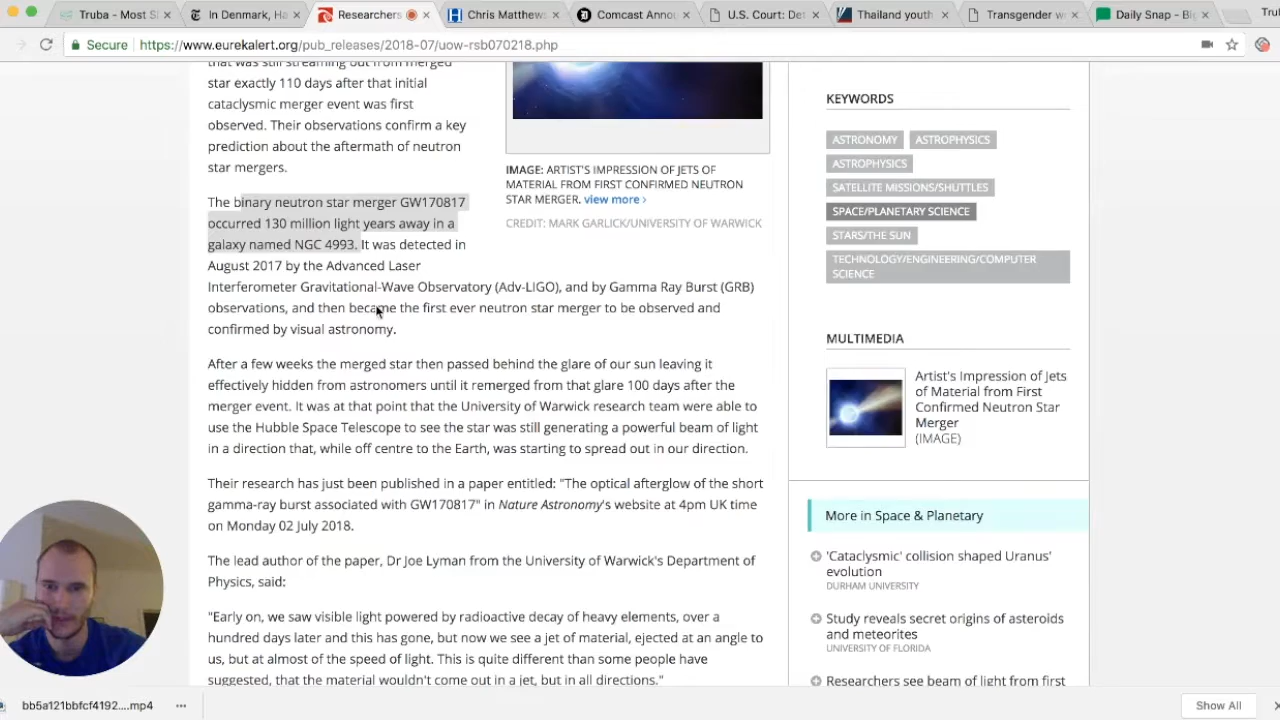 Truba - Most S
In Denmark, Ha
Researchers
Chris Matthews
Comcast Anno
U.S. Court: Det
Thailand youth
Transgender w
Daily Snap - Bi
Tru
Secure
https://www.eurekalert.org/pub_releases/2018-07/uow-rsb070218.php
that was still streaming out from merged
star exactly 110 days after that initial
cataclysmic merger event was first
observed. Their observations confirm a key
prediction about the aftermath of neutron
star mergers.
IMAGE: ARTIST'S IMPRESSION OF JETS OF
MATERIAL FROM FIRST CONFIRMED NEUTRON
STAR MERGER. view more >
CREDIT: MARK GARLICK/UNIVERSITY OF WARWICK
The binary neutron star merger GW170817
occurred 130 million light years away in a
galaxy named NGC 4993. It was detected in
August 2017 by the Advanced Laser
Interferometer Gravitational-Wave Observatory (Adv-LIGO), and by Gamma Ray Burst (GRB)
observations, and then became the first ever neutron star merger to be observed and
confirmed by visual astronomy.
After a few weeks the merged star then passed behind the glare of our sun leaving it
effectively hidden from astronomers until it remerged from that glare 100 days after the
merger event. It was at that point that the University of Warwick research team were able to
use the Hubble Space Telescope to see the star was still generating a powerful beam of light
in a direction that, while off centre to the Earth, was starting to spread out in our direction.
Their research has just been published in a paper entitled: "The optical afterglow of the short
gamma-ray burst associated with GW170817" in Nature Astronomy's website at 4pm UK time
on Monday 02 July 2018.
The lead author of the paper, Dr Joe Lyman from the University of Warwick's Department of
Physics, said:
"Early on, we saw visible light powered by radioactive decay of heavy elements, over a
hundred days later and this has gone, but now we see a jet of material, ejected at an angle to
us, but at almost of the speed of light. This is quite different than some people have
suggested, that the material wouldn't come out in a jet, but in all directions."
KEYWORDS
ASTRONOMY
ASTROPHYSICS
ASTROPHYSICS
SATELLITE MISSIONS/SHUTTLES
SPACE/PLANETARY SCIENCE
STARS/THE SUN
TECHNOLOGY/ENGINEERING/COMPUTER
SCIENCE
MULTIMEDIA
Artist's Impression of Jets
of Material from First
Confirmed Neutron Star
Merger
(IMAGE)
More in Space & Planetary
'Cataclysmic' collision shaped Uranus'
evolution
DURHAM UNIVERSITY
Study reveals secret origins of asteroids
and meteorites
UNIVERSITY OF FLORIDA
Researchers see beam of light from first
bb5a121bbfcf4192....mp4
Show All